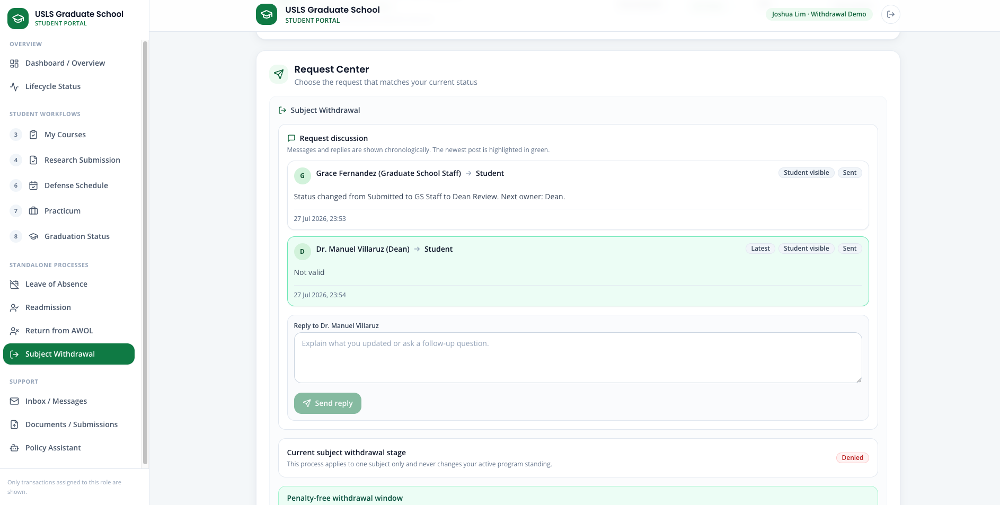 USLS Graduate School
STUDENT PORTAL
OVERVIEW
Dashboard / Overview
Lifecycle Status
STUDENT WORKFLOWS
3 My Courses
4 Research Submission
6 Defense Schedule
7 Practicum
8 Graduation Status
STANDALONE PROCESSES
Leave of Absence
Readmission
Return from AWOL
Subject Withdrawal
SUPPORT
Inbox / Messages
Documents / Submissions
Policy Assistant
Only transactions assigned to this role are
shown.
USLS Graduate School
STUDENT PORTAL
Joshua Lim · Withdrawal Demo
Request Center
Choose the request that matches your current status
Subject Withdrawal
Request discussion
Messages and replies are shown chronologically. The newest post is highlighted in green.
G Grace Fernandez (Graduate School Staff) → Student Student visible Sent
Status changed from Submitted to GS Staff to Dean Review. Next owner: Dean.
27 Jul 2026, 23:53
D Dr. Manuel Villaruz (Dean) → Student Latest Student visible Sent
Not valid
27 Jul 2026, 23:54
Reply to Dr. Manuel Villaruz
Explain what you updated or ask a follow-up question.
Send reply
Current subject withdrawal stage
This process applies to one subject only and never changes your active program standing.
Denied
Penalty-free withdrawal window